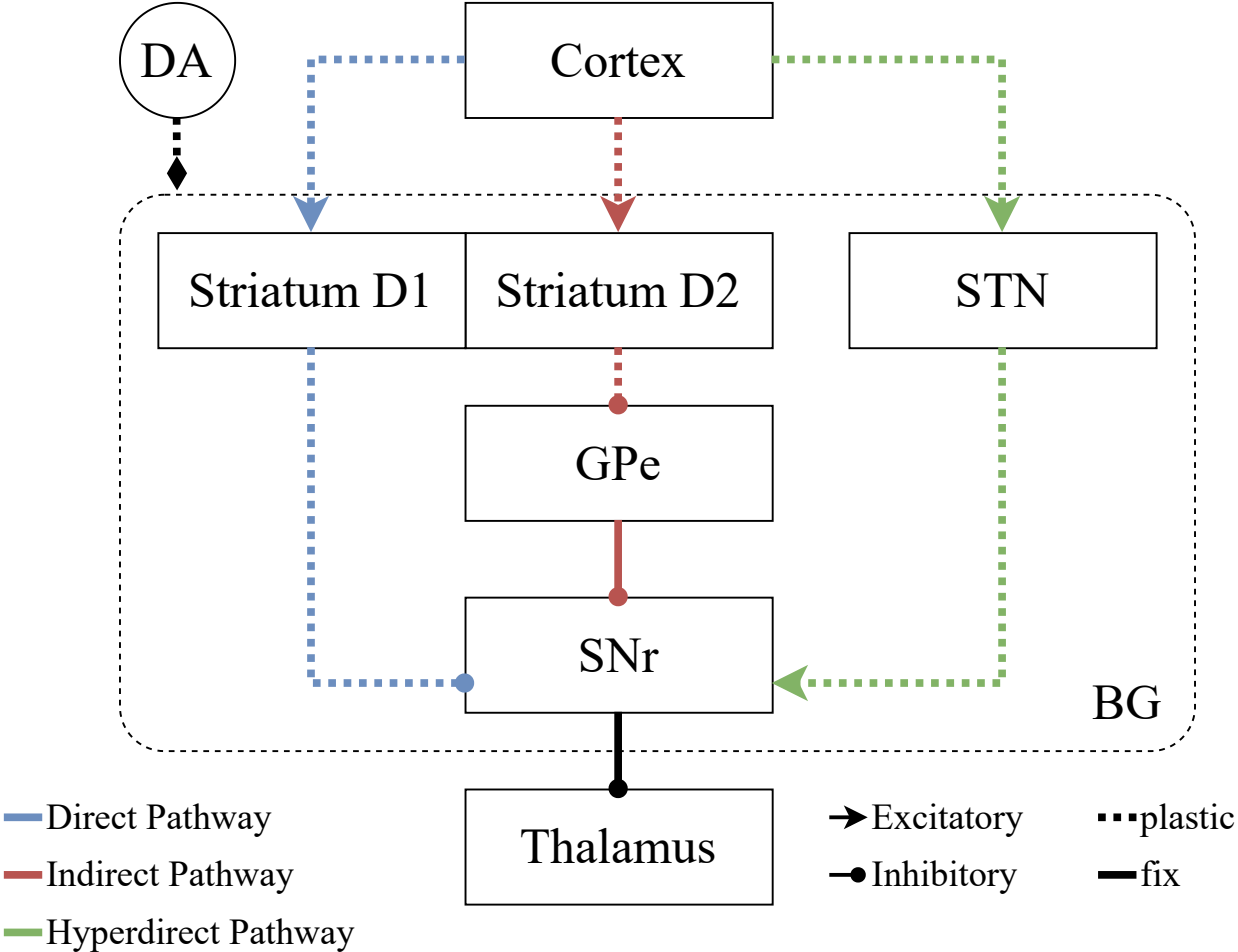 DA
Cortex
Striatum D1
Striatum D2
STN
GPe
SNr
BG
Thalamus
Direct Pathway
Indirect Pathway
Hyperdirect Pathway
Excitatory
Inhibitory
plastic
fix